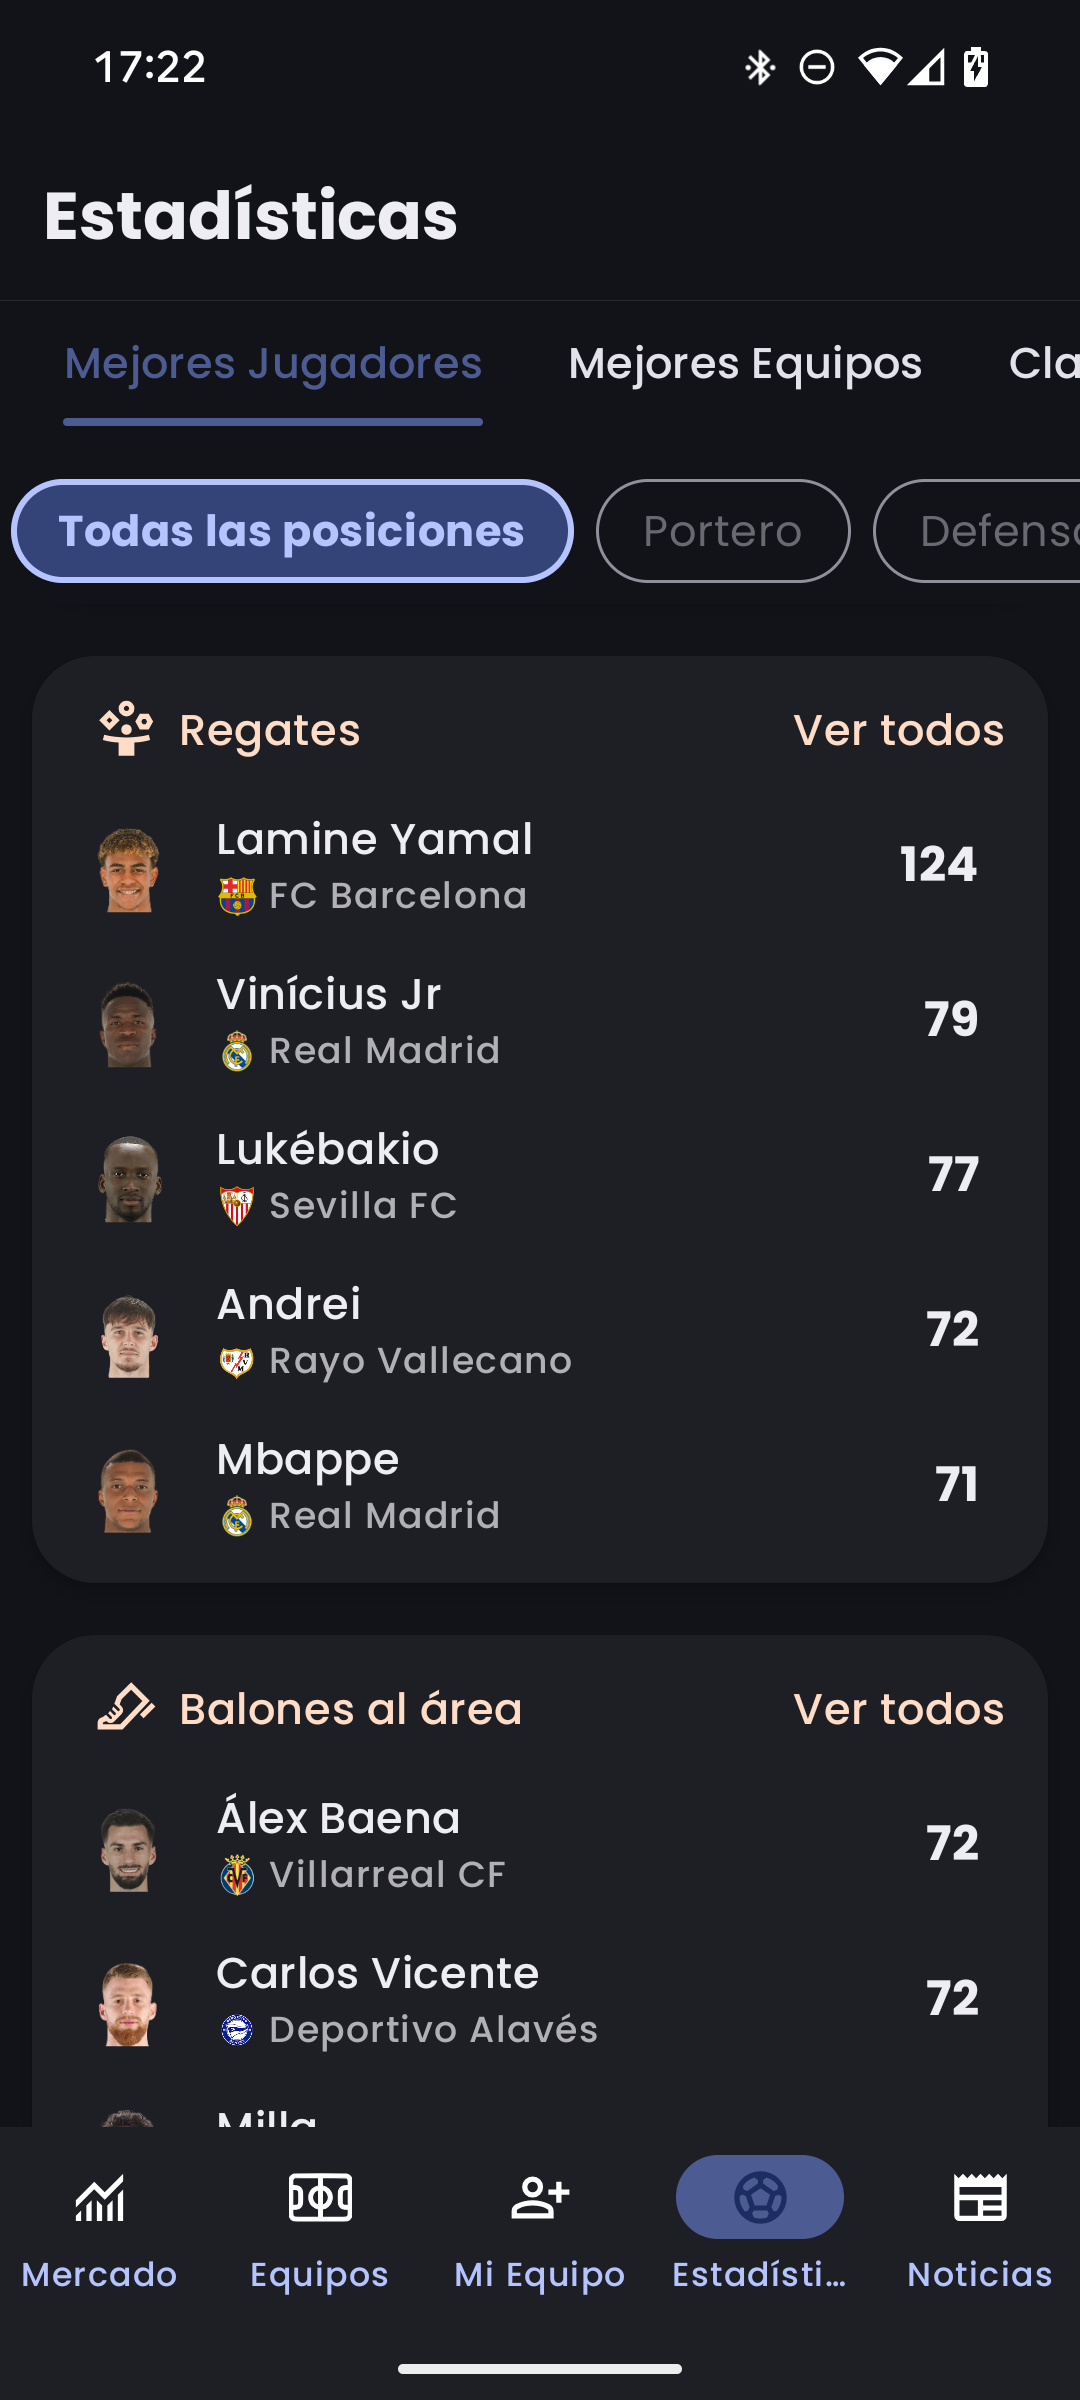 17:22
Estadísticas
Mejores Jugadores
Mejores Equipos
Cla
Todas las posiciones
Portero
Defens
Regates
Ver todos
Lamine Yamal
124
FC Barcelona
Vinícius Jr
79
Real Madrid
Lukébakio
77
Sevilla FC
Andrei
72
Rayo Vallecano
Mbappe
71
Real Madrid
Balones al área
Ver todos
Álex Baena
72
Villarreal CF
Carlos Vicente
72
Deportivo Alavés
Milla
Mercado
Equipos
Mi Equipo
Estadísti...
Noticias